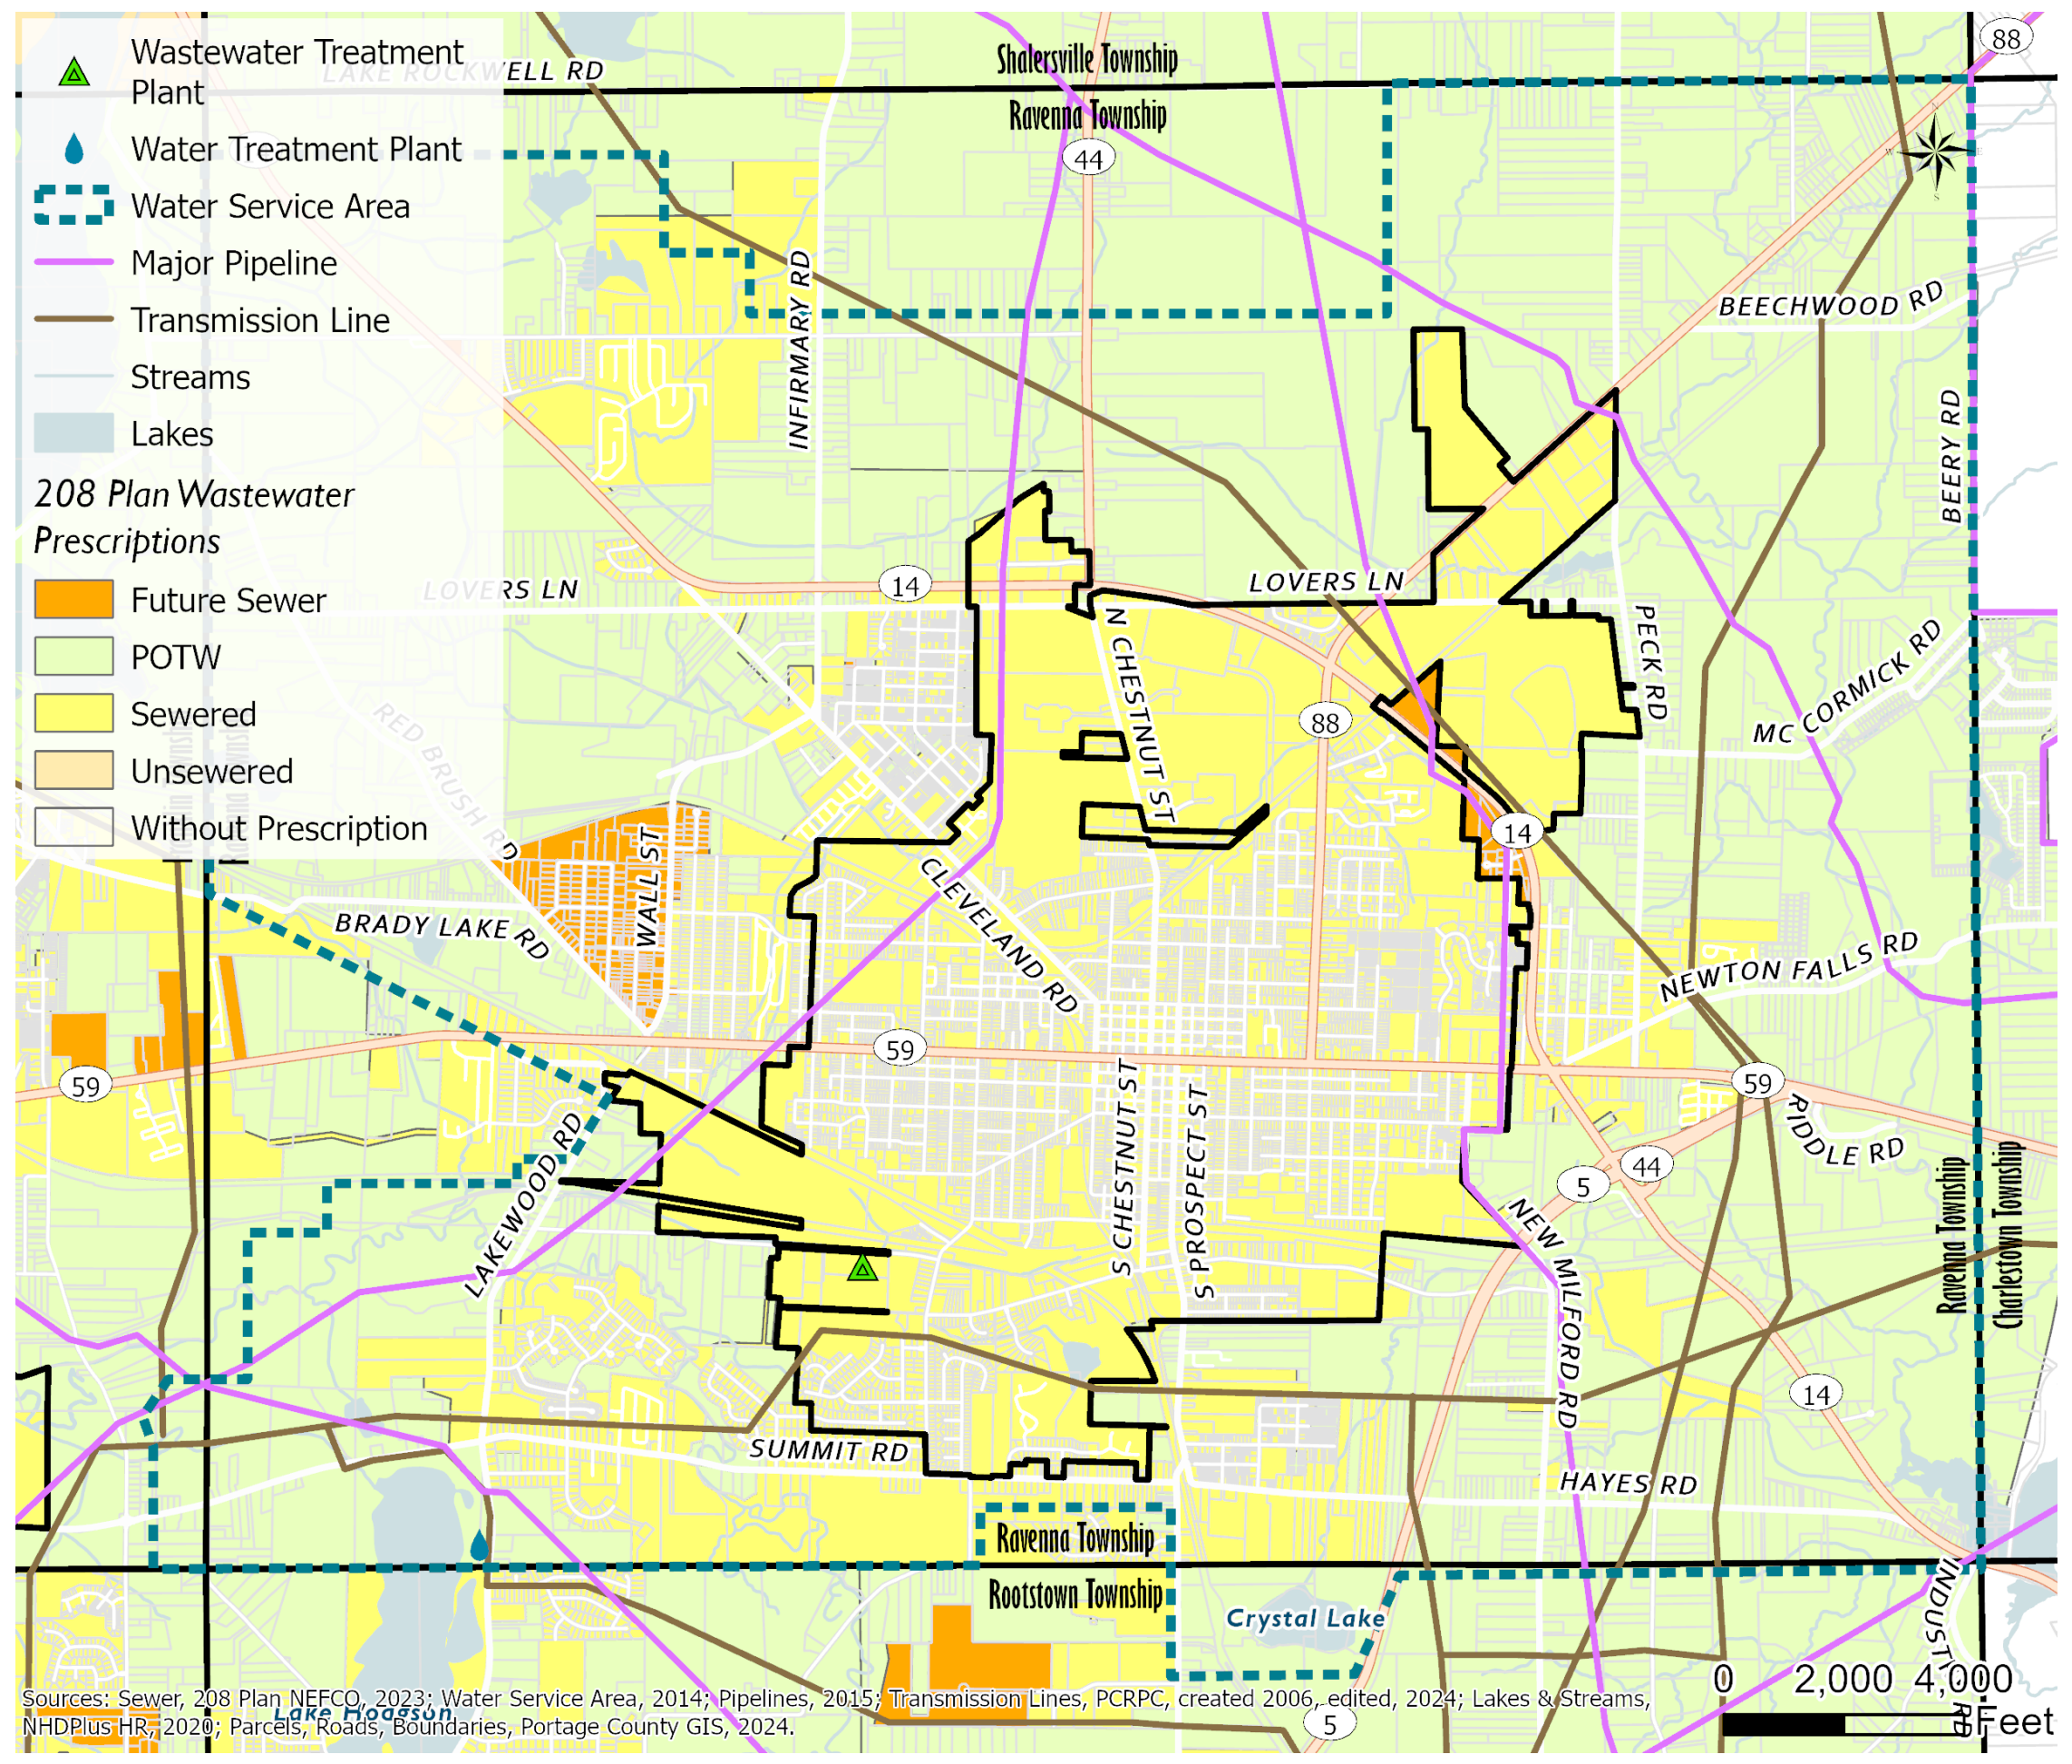 Wastewater Treatment
Plant
Water Treatment Plant
Water Service Area
Major Pipeline
Transmission Line
Streams
Lakes
208 Plan Wastewater
Prescriptions
Future Sewer
POTW
Sewered
Unsewered
Without Prescription
LAKE ROCKWELL RD
Shalersville Township
Ravenna Township
88
44
N
W
E
S
INFIRMARY RD
BEECHWOOD RD
BEERY RD
LOVERS LN
14
LOVERS LN
N CHESTNUT ST
PECK RD
MC CORMICK RD
RED BRUSH RD
88
14
WALL ST
BRADY LAKE RD
CLEVELAND RD
NEWTON FALLS RD
59
59
59
S CHESTNUT ST
S PROSPECT ST
RIDDLE RD
LAKEWOOD RD
44
5
NEW MILFORD RD
Ravenna Township
Charlestown Township
14
SUMMIT RD
HAYES RD
Ravenna Township
Rootstown Township
Crystal Lake
Lake Hodgson
5
INDUSTRY RD
0 2,000 4,000
Feet
Sources: Sewer, 208 Plan NEFCO, 2023; Water Service Area, 2014; Pipelines, 2015; Transmission Lines, PCRPC, created 2006, edited, 2024; Lakes & Streams,
NHDPlus HR, 2020; Parcels, Roads, Boundaries, Portage County GIS, 2024.